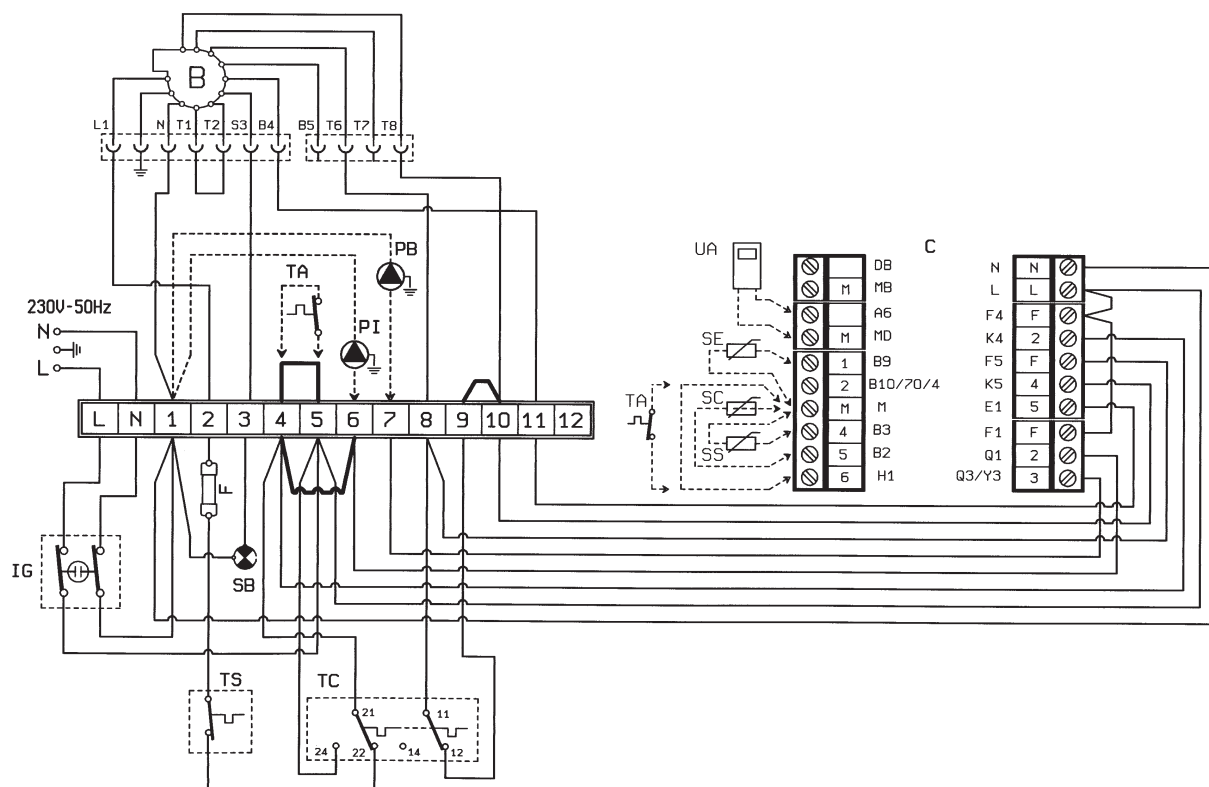 B
L1 N T1 T2 S3 B4 B5 T6 T7 T8
PB
TA
PI
230V-50Hz
N
L
L N 1 2 3 4 5 6 7 8 9 10 11 12
F
SB
IG
TS
TC
21 11
24 22 14 12
UA
SE
SC
SS
TA
C
DB
M MB
A6
M MD
1 B9
2 B10/70/4
M M
4 B3
5 B2
6 H1
N N
L L
F4 F
K4 2
F5 F
K5 4
E1 5
F1 F
Q1 2
Q3/Y3 3